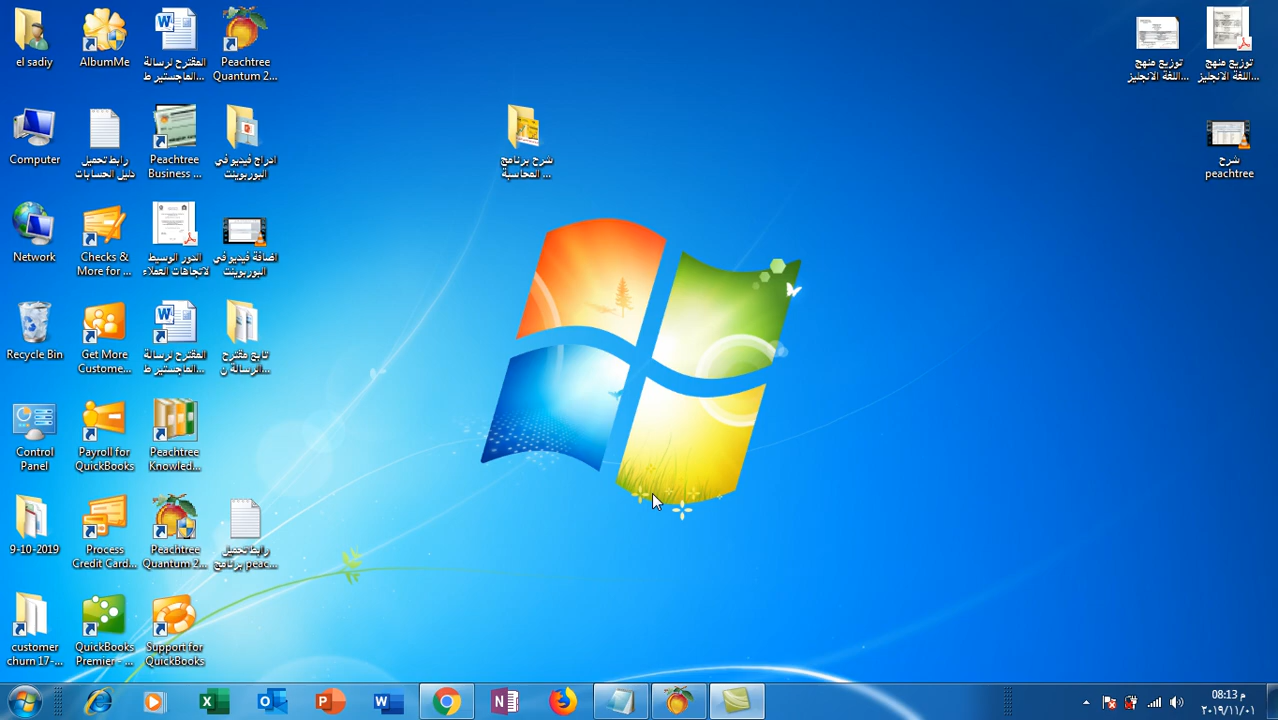 el sadiy
AlbumMe
المقترح لرسالة
الماجستير ط...
Peachtree
Quantum 2...
توزيع منهج
اللغة الانجليز...
توزيع منهج
اللغة الانجليز...
Computer
رابط تحميل
دليل الحسابات
Peachtree
Business ...
ادراج فيديو في
البوربوينت
شرح برنامج
المحاسبة ...
شرح
peachtree
Network
Checks &
More for ...
الدور الوسيط
لاتجاهات العملاء
اضافة فيديو في
البوربوينت
Recycle Bin
Get More
Custome...
المقترح لرسالة
الماجستير ط...
تابع مقترح
الرسالة ن...
Control
Panel
Payroll for
QuickBooks
Peachtree
Knowled...
9-10-2019
Process
Credit Card...
Peachtree
Quantum 2...
رابط تحميل
برنامج peac...
customer
churn 17-...
QuickBooks
Premier - ...
Support for
QuickBooks
08:13 م
٢٠١٩/١١/٠١